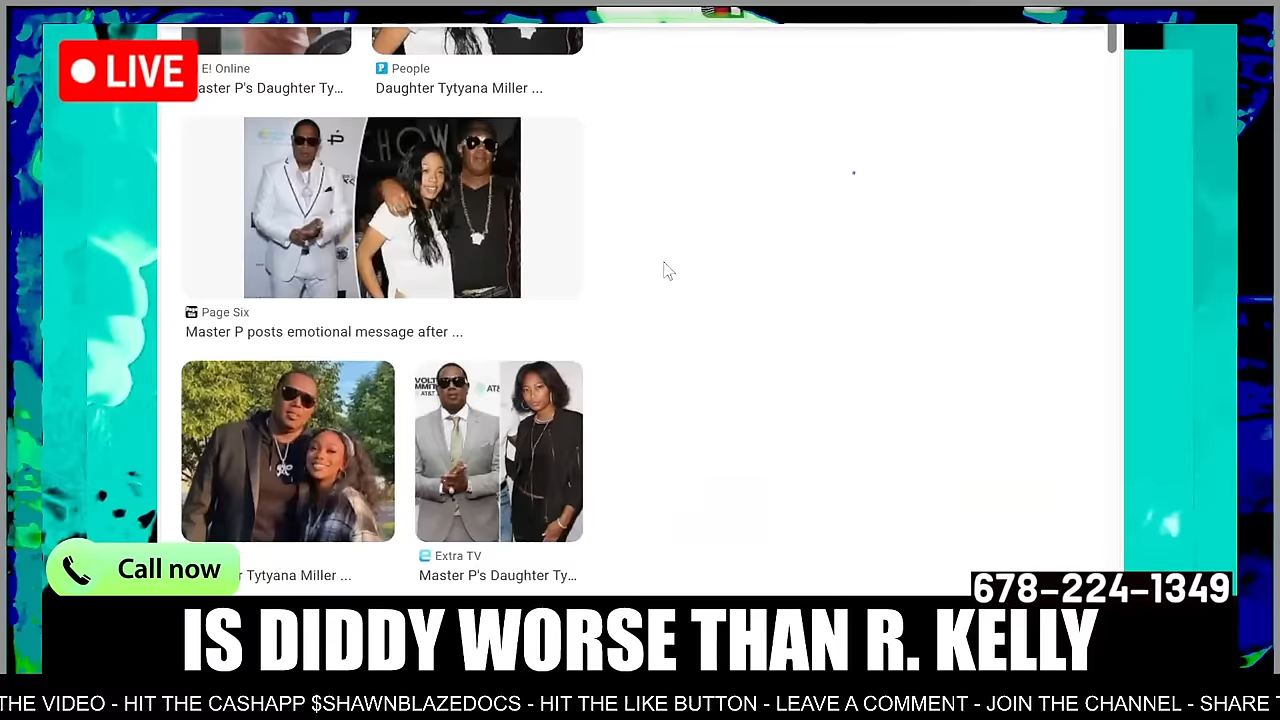 LIVE
E! Online
aster P's Daughter Ty...
People
Daughter Tytyana Miller ...
CHOW
Page Six
Master P posts emotional message after ...
AT&T
Extra TV
r Tytyana Miller ...
Master P's Daughter Ty...
Call now
678-224-1349
IS DIDDY WORSE THAN R. KELLY
THE VIDEO - HIT THE CASHAPP $SHAWNBLAZEDOCS - HIT THE LIKE BUTTON - LEAVE A COMMENT - JOIN THE CHANNEL - SHARE